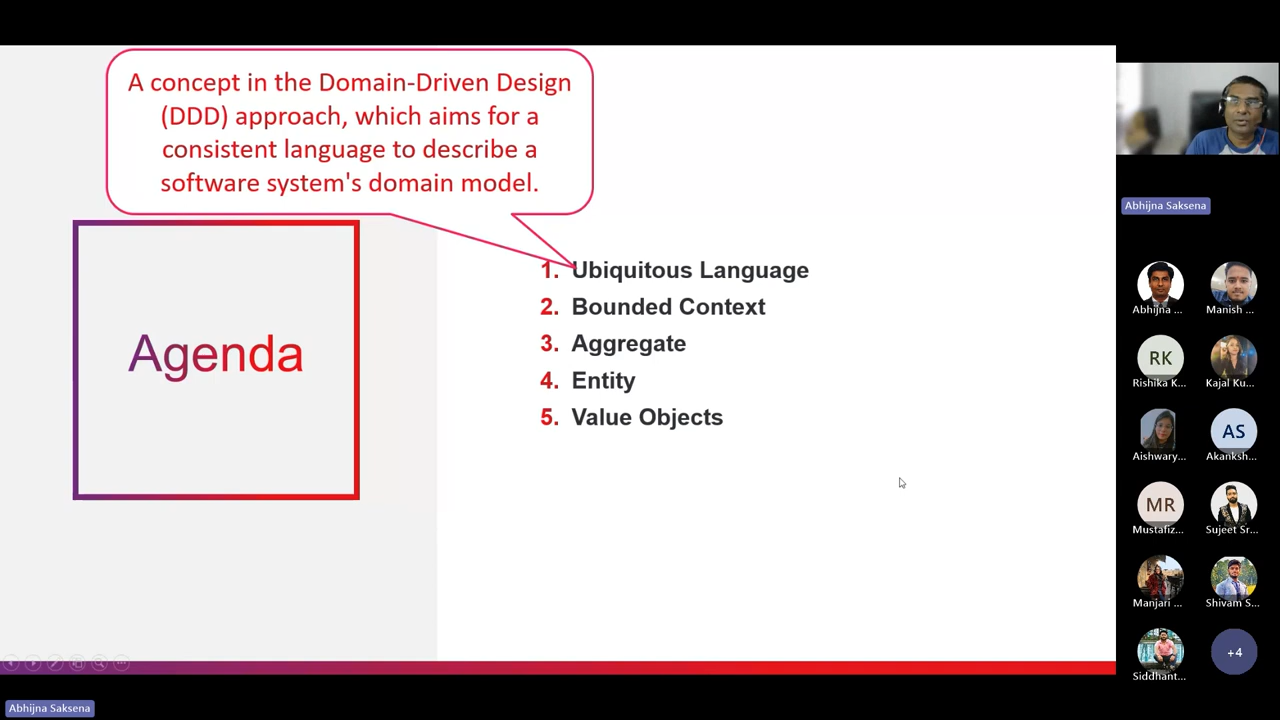 A concept in the Domain-Driven Design
(DDD) approach, which aims for a
consistent language to describe a
software system's domain model.
Agenda
1. Ubiquitous Language
2. Bounded Context
3. Aggregate
4. Entity
5. Value Objects
Abhijna Saksena
Abhijna ...
Manish ...
RK
Rishika K...
Kajal Ku...
Aishwary...
AS
Akanksh...
MR
Mustafiz...
Sujeet Sr...
Manjari ...
Shivam S...
Siddhant...
+4
Abhijna Saksena